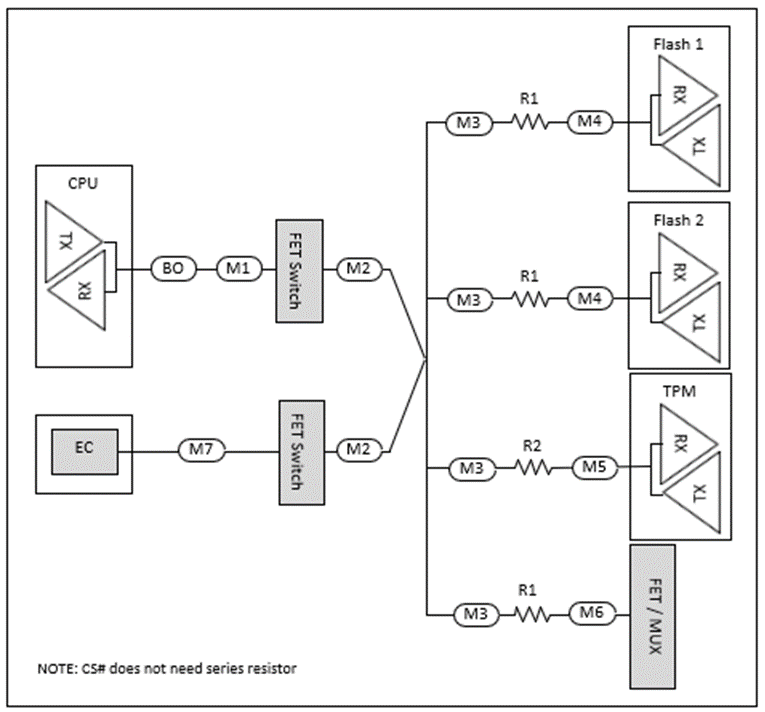 CPU
TX
RX
BO
M1
FET Switch
M2
EC
M7
FET Switch
M2
M3
R1
M4
Flash 1
RX
TX
M3
R1
M4
Flash 2
RX
TX
M3
R2
M5
TPM
RX
TX
M3
R1
M6
FET / MUX
NOTE: CS# does not need series resistor